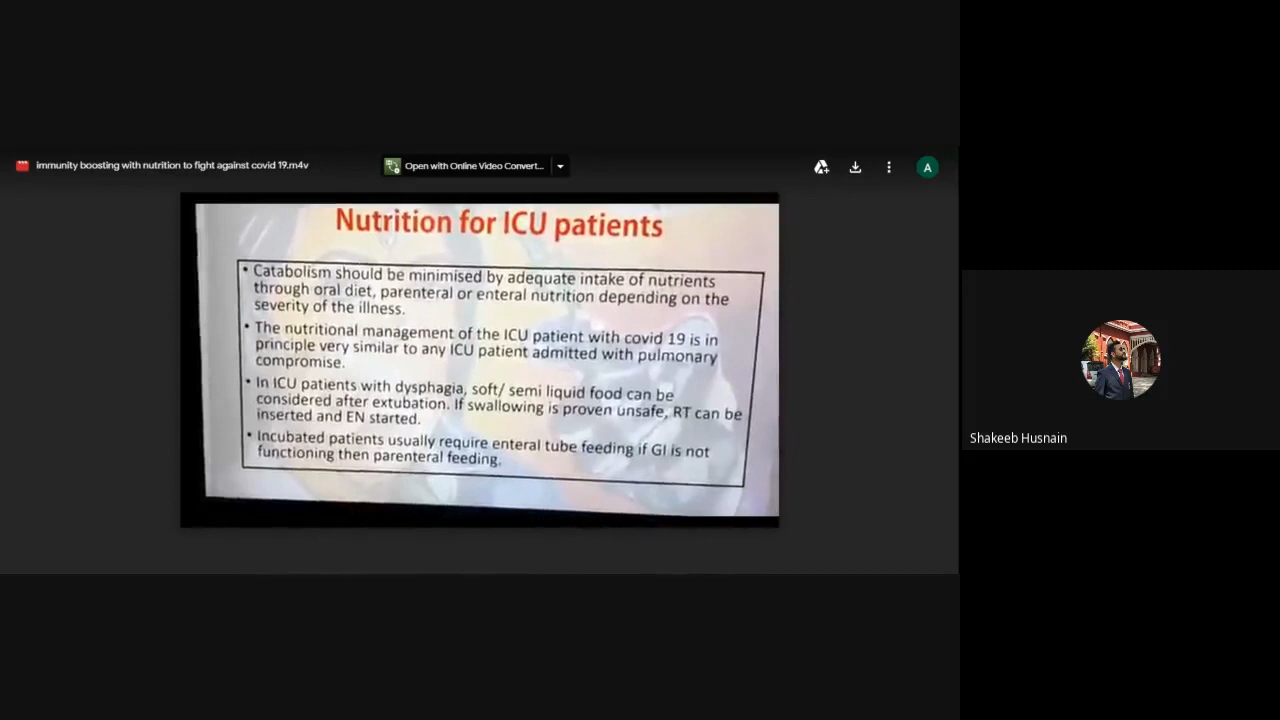 immunity boosting with nutrition to fight against covid 19.m4v
Open with Online Video Convert...
A
Nutrition for ICU patients
• Catabolism should be minimised by adequate intake of nutrients
through oral diet, parenteral or enteral nutrition depending on the
severity of the illness.
• The nutritional management of the ICU patient with covid 19 is in
principle very similar to any ICU patient admitted with pulmonary
compromise.
• In ICU patients with dysphagia, soft/ semi liquid food can be
considered after extubation. If swallowing is proven unsafe, RT can be
inserted and EN started.
• Incubated patients usually require enteral tube feeding if GI is not
functioning then parenteral feeding.
Shakeeb Husnain